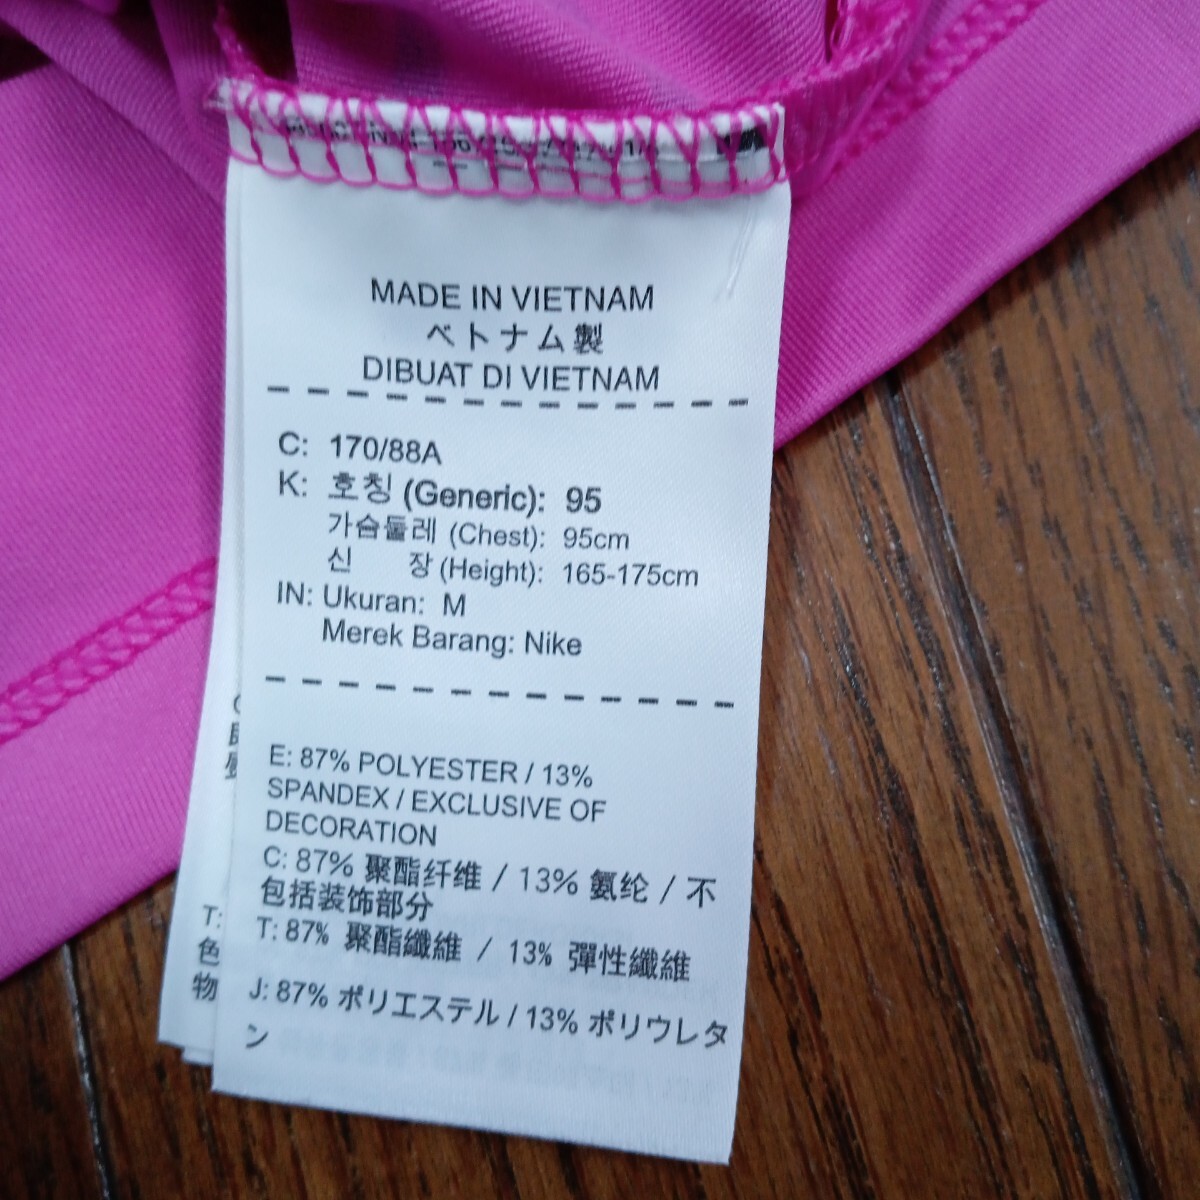 MADE IN VIETNAM
ベトナム製
DIBUAT DI VIETNAM
C: 170/88A
K: 호칭 (Generic): 95
가슴둘레 (Chest): 95cm
신 장 (Height): 165-175cm
IN: Ukuran: M
Merek Barang: Nike
E: 87% POLYESTER / 13%
SPANDEX / EXCLUSIVE OF
DECORATION
C: 87% 聚酯纤维 / 13% 氨纶 / 不
包括装饰部分
T: 87% 聚酯纖維 / 13% 彈性纖維
J: 87% ポリエステル / 13% ポリウレタ
ン
T:
色
物